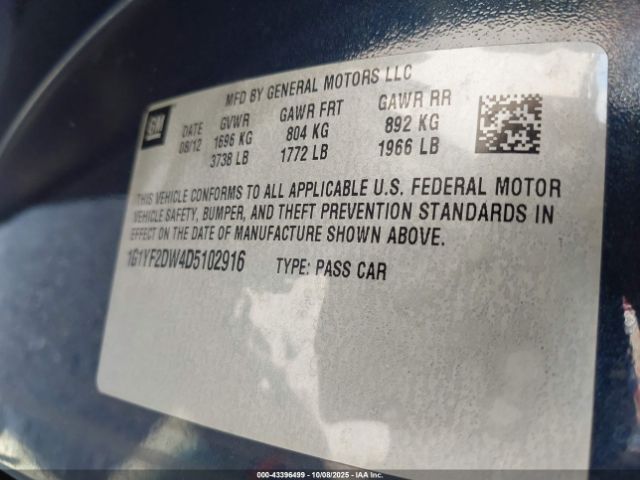 MFD BY GENERAL MOTORS LLC
GM DATE GVWR GAWR FRT GAWR RR
08/12 1696 KG 804 KG 892 KG
3738 LB 1772 LB 1966 LB
THIS VEHICLE CONFORMS TO ALL APPLICABLE U.S. FEDERAL MOTOR
VEHICLE SAFETY, BUMPER, AND THEFT PREVENTION STANDARDS IN
EFFECT ON THE DATE OF MANUFACTURE SHOWN ABOVE.
1G1YF2DW4D5102916 TYPE: PASS CAR
000-43396499 10/08/2025 IAA Inc.